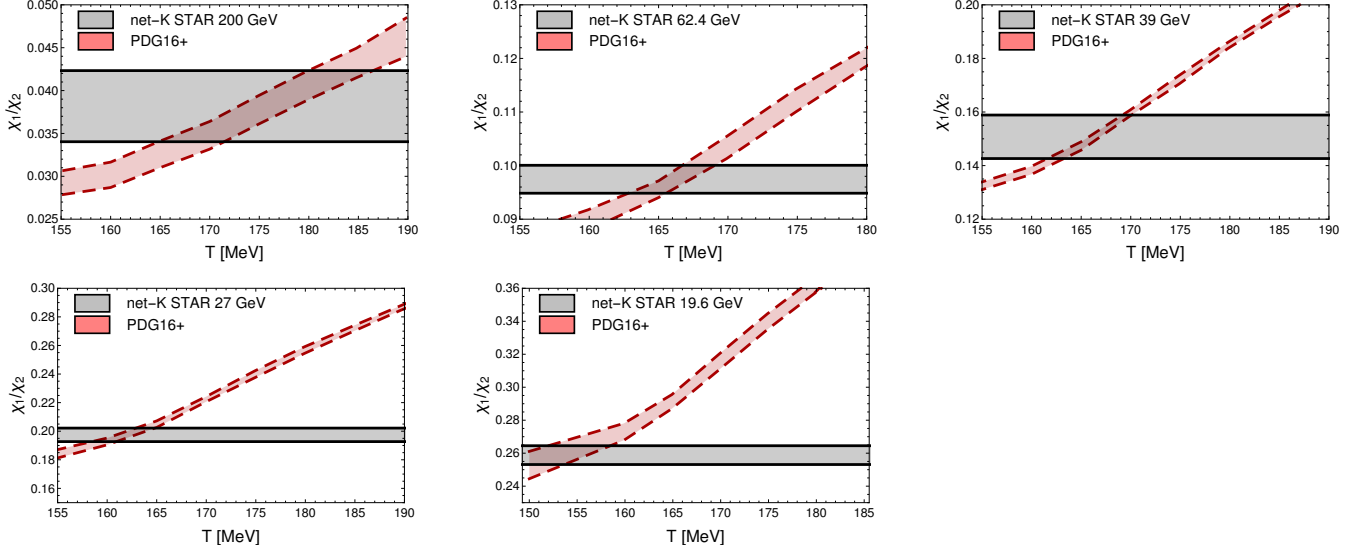 net-K STAR 200 GeV
PDG16+
0.050
0.045
0.040
0.035
0.030
0.025
χ1/χ2
155 160 165 170 175 180 185 190
T [MeV]
net-K STAR 62.4 GeV
PDG16+
0.13
0.12
0.11
0.10
0.09
χ1/χ2
155 160 165 170 175 180
T [MeV]
net-K STAR 39 GeV
PDG16+
0.20
0.18
0.16
0.14
0.12
χ1/χ2
155 160 165 170 175 180 185 190
T [MeV]
net-K STAR 27 GeV
PDG16+
0.30
0.28
0.26
0.24
0.22
0.20
0.18
0.16
χ1/χ2
155 160 165 170 175 180 185 190
T [MeV]
net-K STAR 19.6 GeV
PDG16+
0.36
0.34
0.32
0.30
0.28
0.26
0.24
χ1/χ2
150 155 160 165 170 175 180 185
T [MeV]